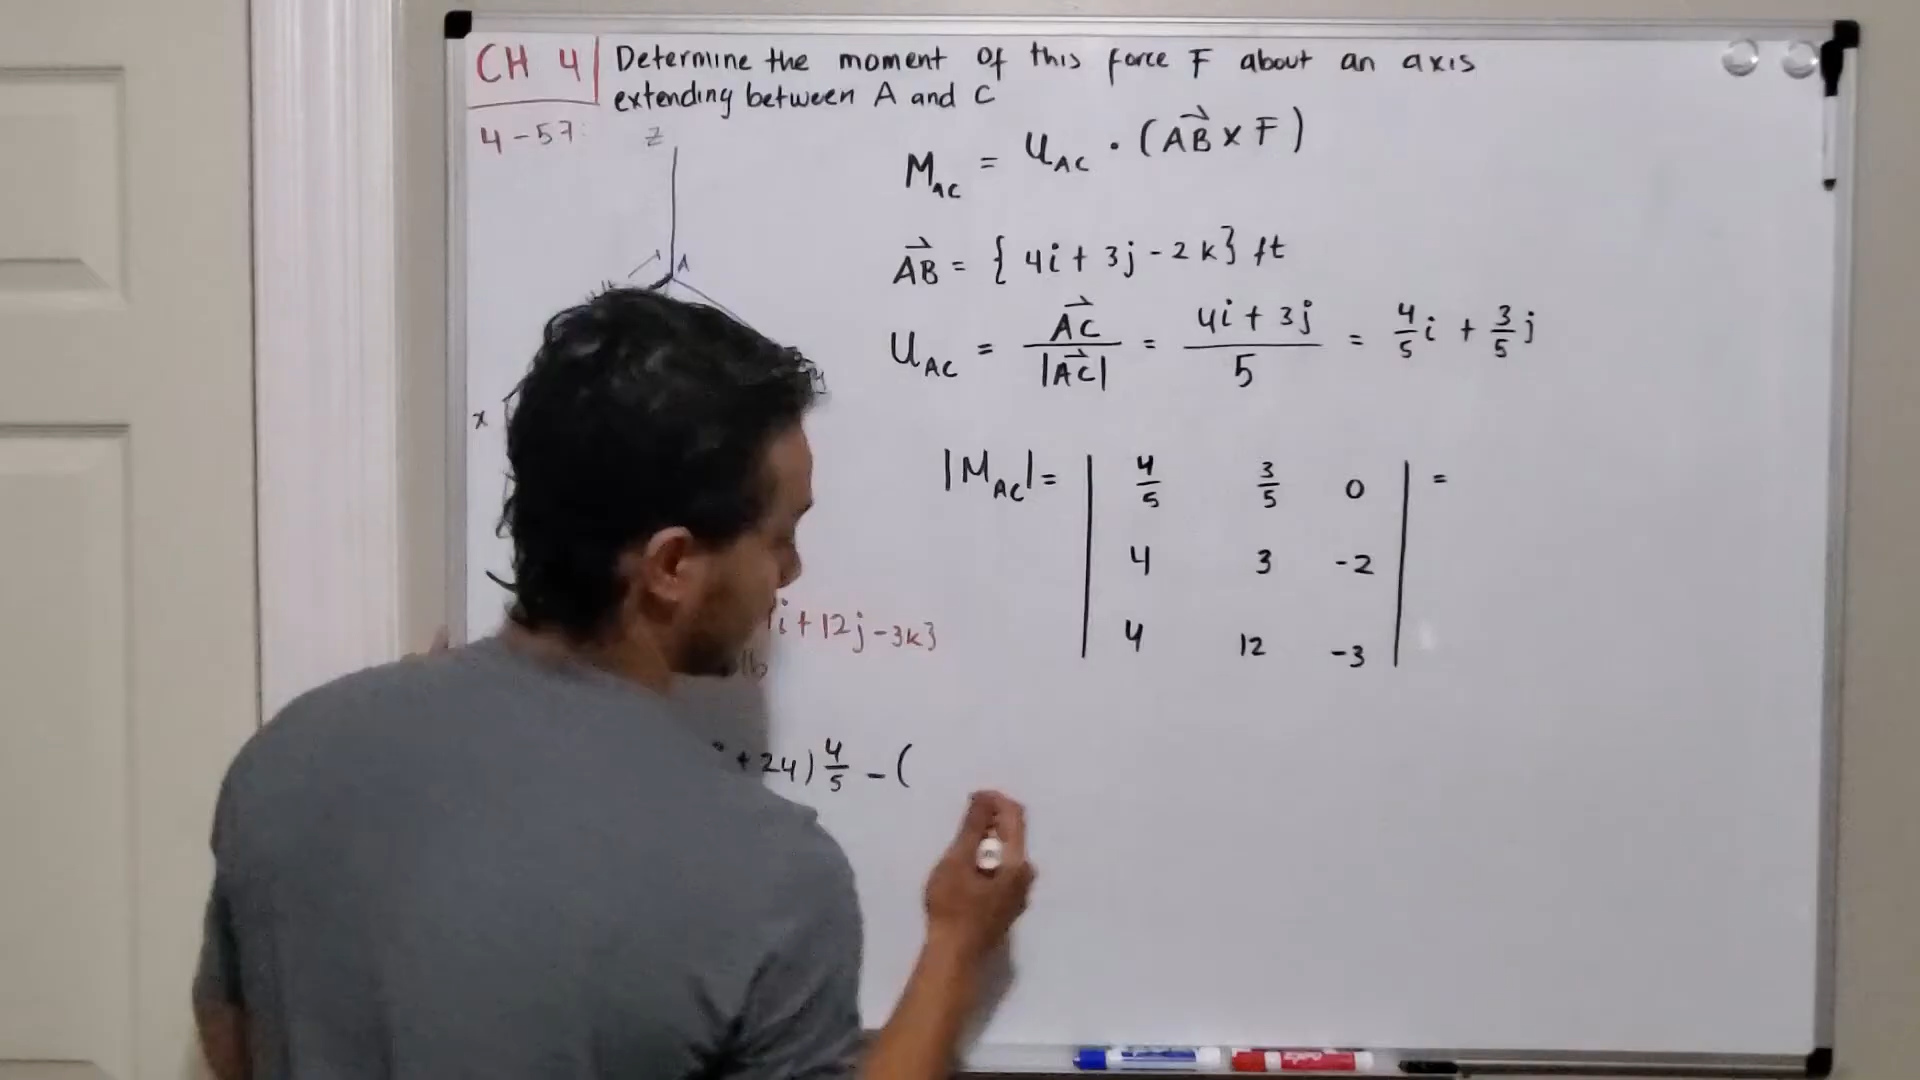 CH 4 Determine the moment of this force F about an axis
extending between A and C
4-57:
z
M_AC = U_AC · (AB⃗ x F)
A
AB⃗ = { 4i + 3j - 2k} ft
U_AC = AC⃗ / |AC⃗| = 4i + 3j / 5 = 4/5 i + 3/5 j
y
x
|M_AC| = | 4/5 3/5 0 | =
4 3 -2
4 12 -3
i + 12j - 3k}
lb
+ 24) 4/5 - (
EXPO